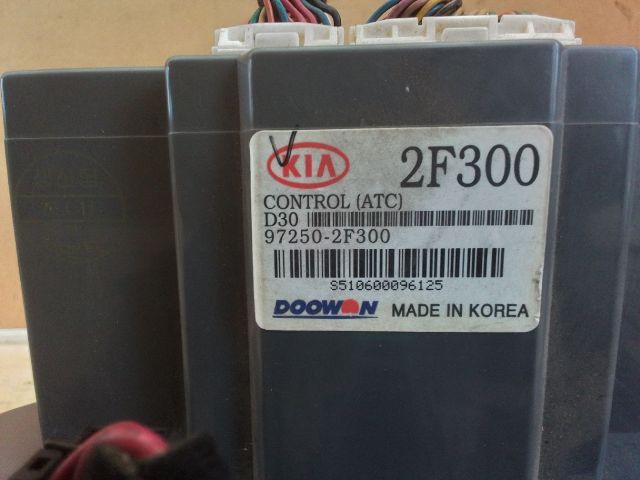 KIA 2F300
CONTROL (ATC)
D30
97250-2F300
S510600096125
DOOWON MADE IN KOREA